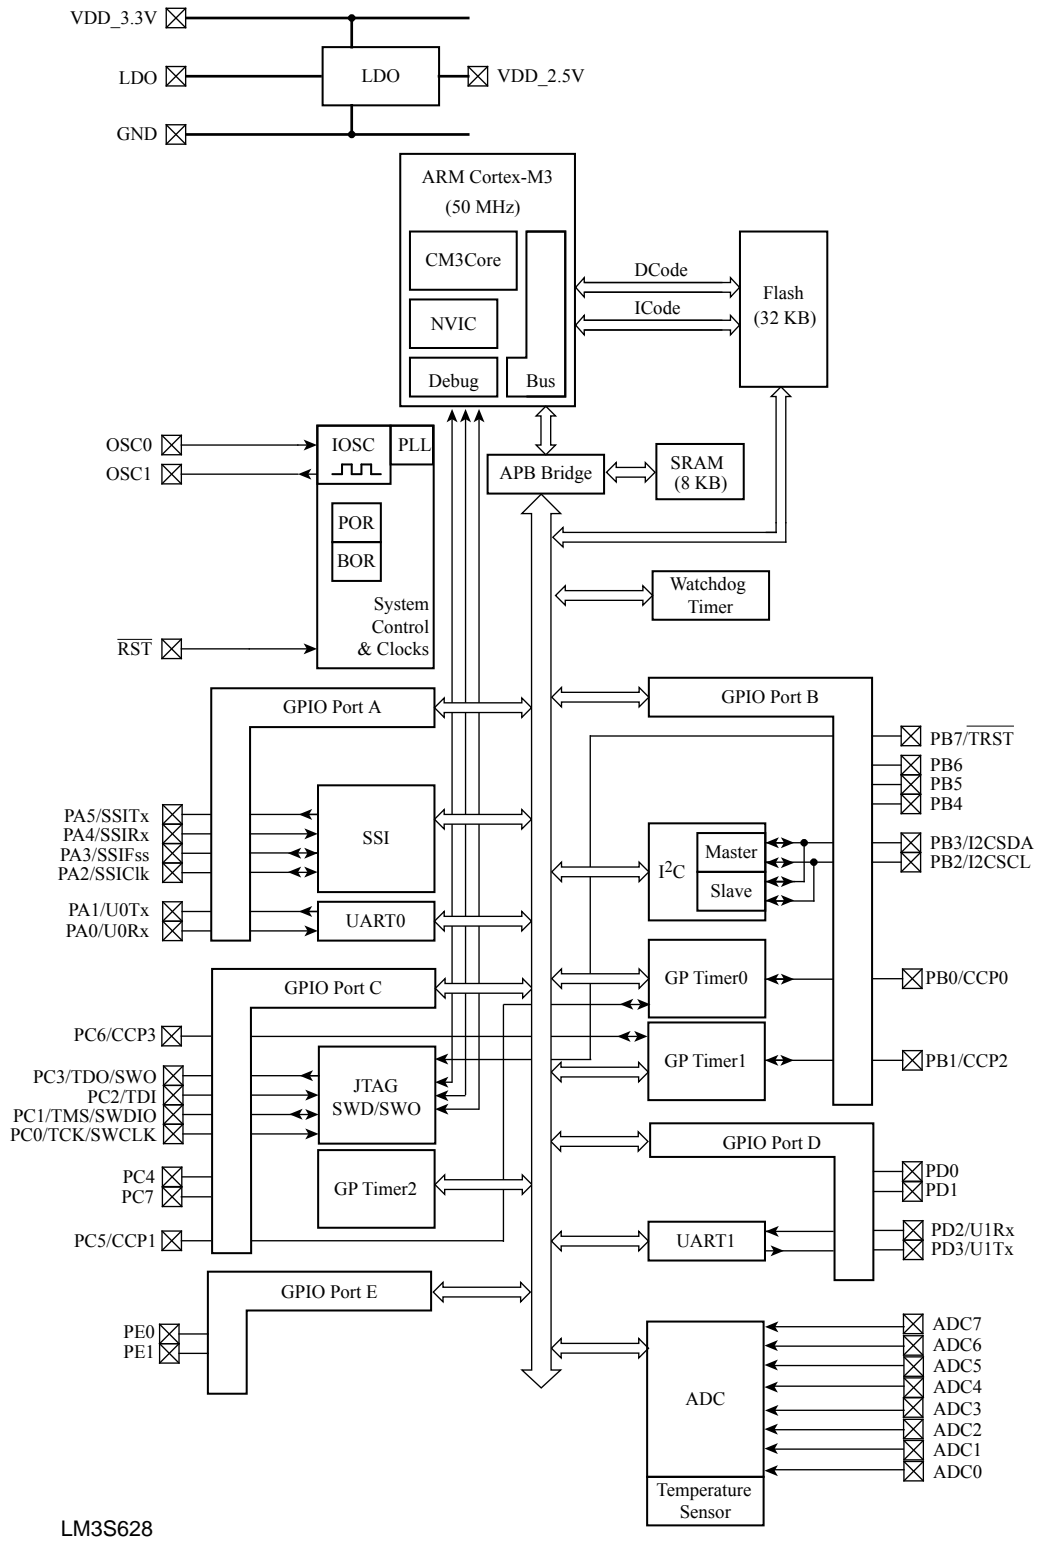 VDD_3.3V
LDO
LDO
VDD_2.5V
GND
ARM Cortex-M3
(50 MHz)
CM3Core
NVIC
Debug
Bus
DCode
ICode
Flash
(32 KB)
OSC0
OSC1
IOSC
PLL
POR
BOR
System
Control
& Clocks
RST
APB Bridge
SRAM
(8 KB)
Watchdog
Timer
GPIO Port A
PA5/SSITx
PA4/SSIRx
PA3/SSIFss
PA2/SSIClk
SSI
PA1/U0Tx
PA0/U0Rx
UART0
GPIO Port B
PB7/TRST
PB6
PB5
PB4
PB3/I2CSDA
PB2/I2CSCL
I²C
Master
Slave
GP Timer0
PB0/CCP0
GP Timer1
PB1/CCP2
GPIO Port C
PC6/CCP3
PC3/TDO/SWO
PC2/TDI
PC1/TMS/SWDIO
PC0/TCK/SWCLK
JTAG
SWD/SWO
PC4
PC7
GP Timer2
PC5/CCP1
GPIO Port D
PD0
PD1
UART1
PD2/U1Rx
PD3/U1Tx
GPIO Port E
PE0
PE1
ADC
Temperature
Sensor
ADC7
ADC6
ADC5
ADC4
ADC3
ADC2
ADC1
ADC0
LM3S628